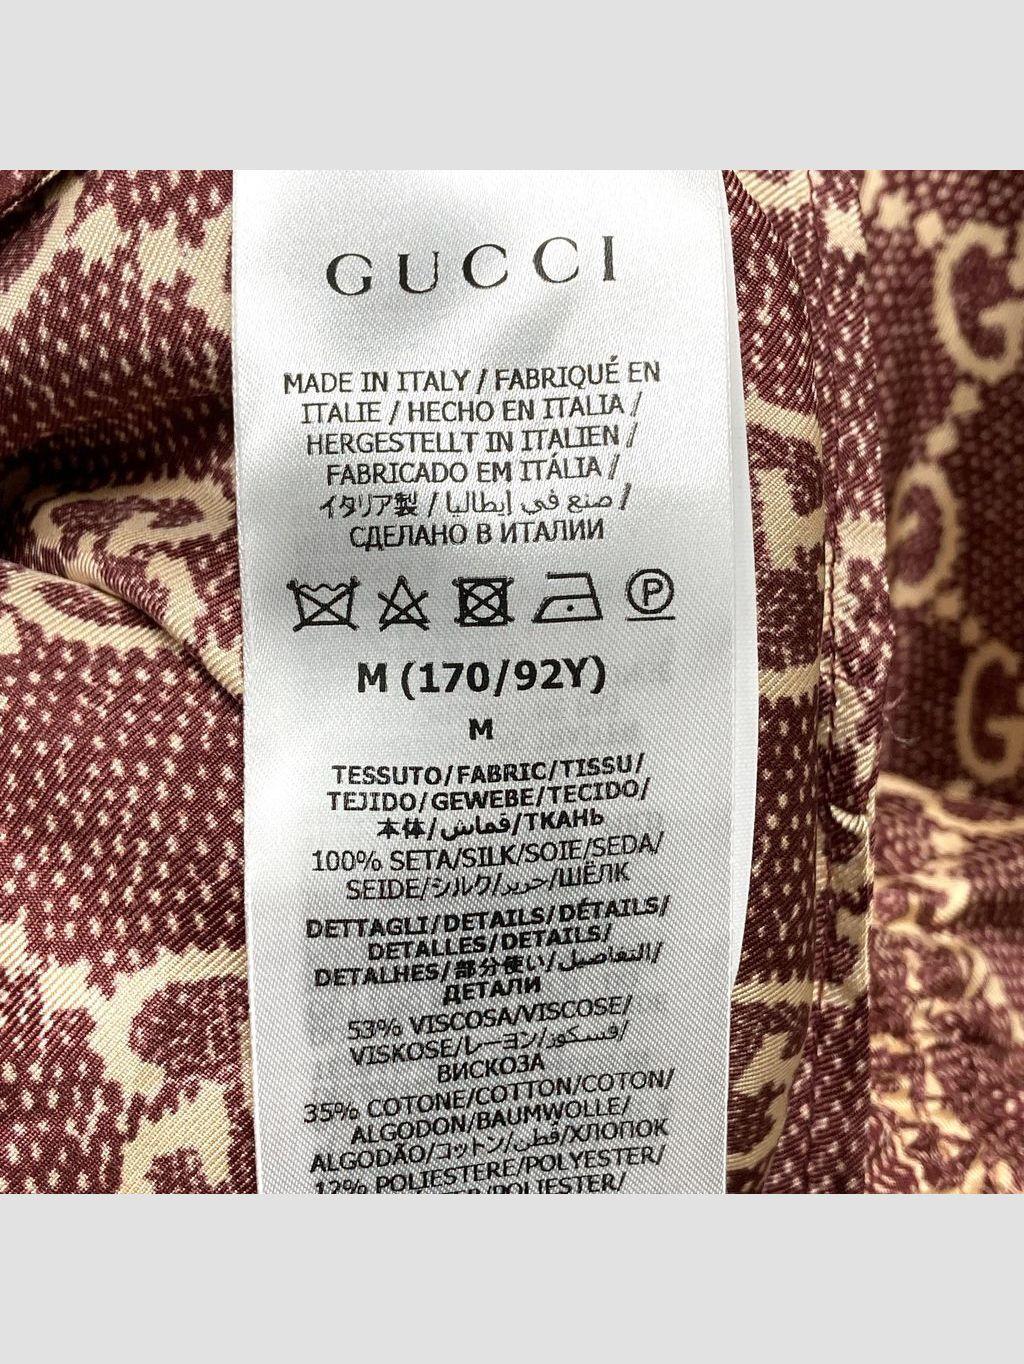 GUCCI
MADE IN ITALY / FABRIQUÉ EN
ITALIE / HECHO EN ITALIA /
HERGESTELLT IN ITALIEN /
FABRICADO EM ITÁLIA /
イタリア製 / صنع في إيطاليا /
СДЕЛАНО В ИТАЛИИ
P
M (170/92Y)
M
TESSUTO/FABRIC/TISSU/
TEJIDO/GEWEBE/TECIDO/
本体/قماش/ТКАНЬ
100% SETA/SILK/SOIE/SEDA/
SEIDE/シルク/حرير/ШЁЛК
DETTAGLI/DETAILS/DÉTAILS/
DETALLES/DETAILS/
DETALHES/部分使い/التفاصيل/
ДЕТАЛИ
53% VISCOSA/VISCOSE/
VISKOSE/レーヨン/فسكوز/
ВИСКОЗА
35% COTONE/COTTON/COTON/
ALGODON/BAUMWOLLE/
ALGODÃO/コットン/قطن/ХЛОПОК
12% POLIESTERE/POLYESTER/
POLIESTER/